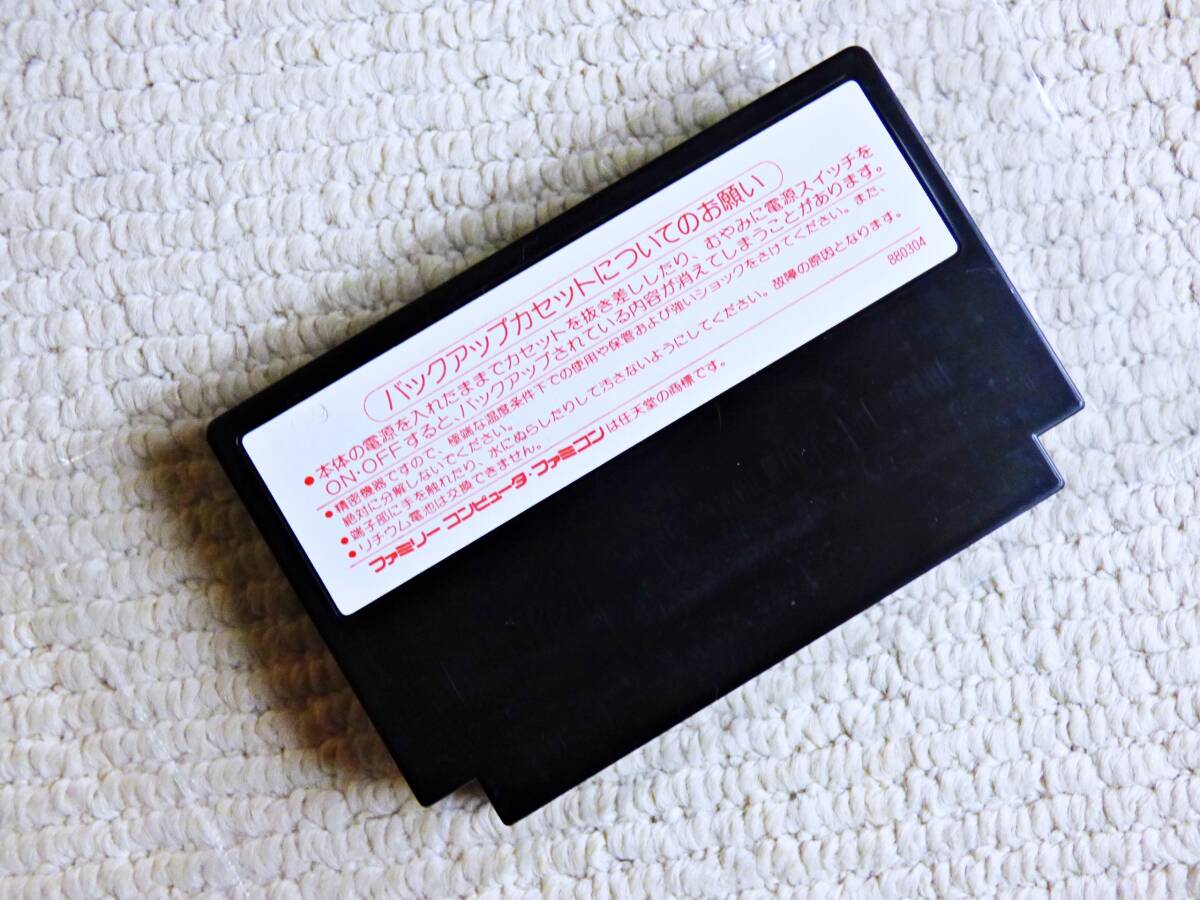 バックアップカセットについてのお願い
●本体の電源を入れたままでカセットを抜き差ししたり、むやみに電源スイッチを
ON・OFFすると、バックアップされている内容が消えてしまうことがあります。
●精密機器ですので、極端な温度条件下での使用や保管および強いショックをさけてください。また、
絶対に分解しないでください。
●端子部に手を触れたり、水にぬらしたりして汚さないようにしてください。故障の原因となります。
●リチウム電池は交換できません。
880304
ファミリー コンピュータ・ファミコンは任天堂の商標です。